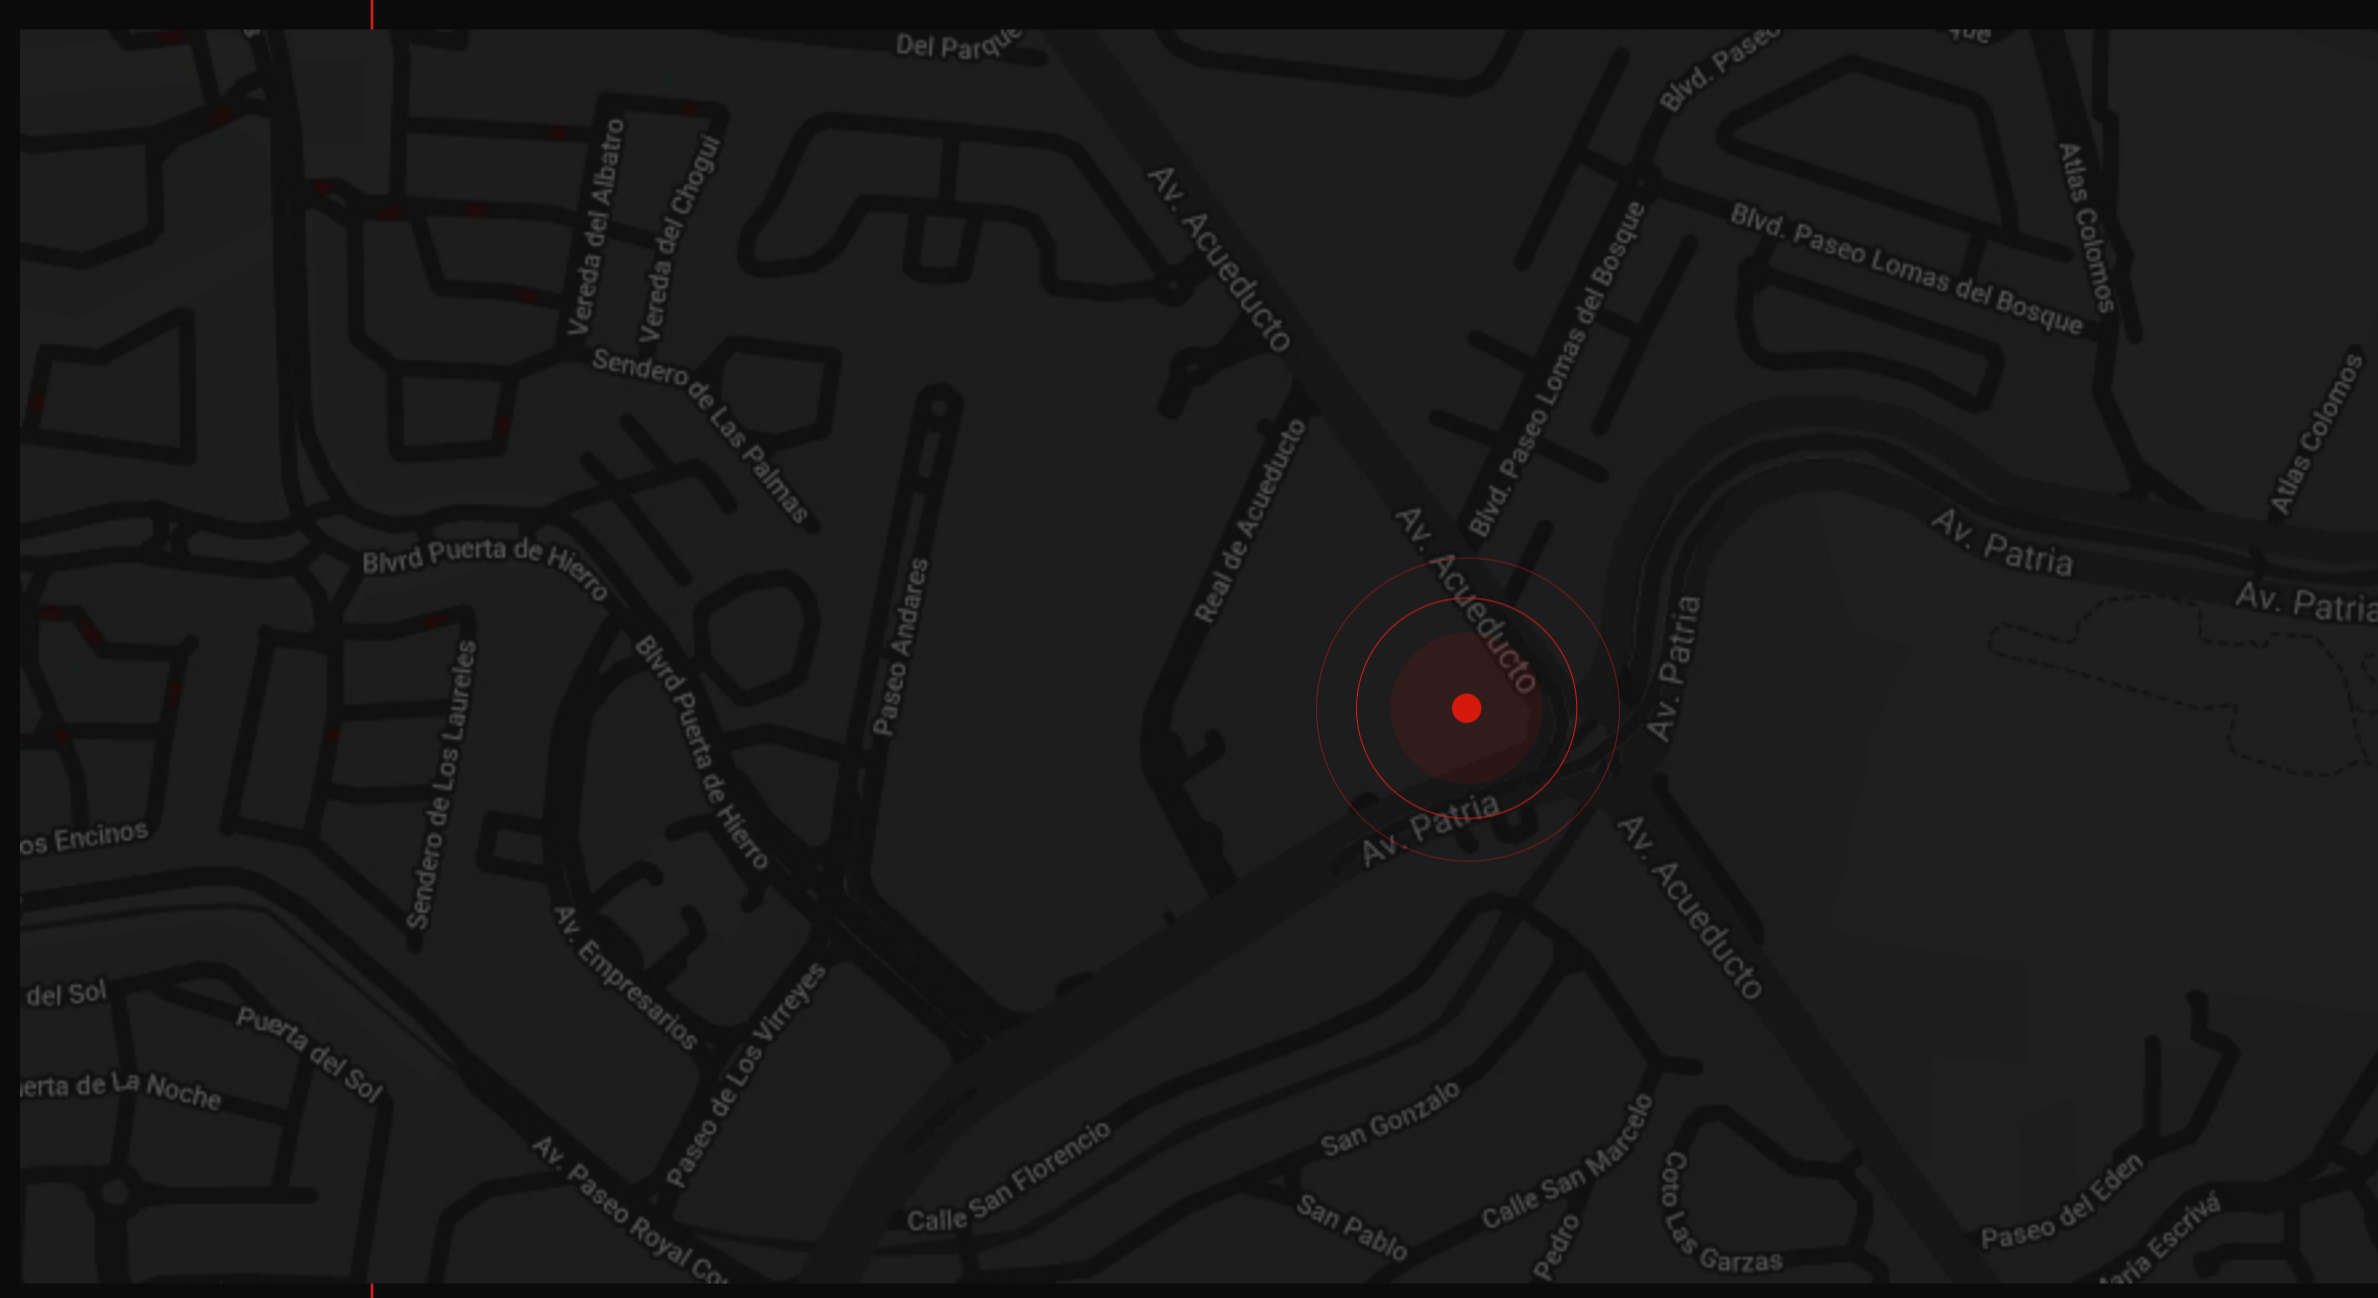 Del Parque
Blvd. Paseo
Vereda del Albatro
Vereda del Chogui
Av. Acueducto
Atlas Colomos
Blvd. Paseo Lomas del Bosque
Blvd. Paseo Lomas del Bosque
Sendero de Las Palmas
Atlas Colomos
Real de Acueducto
Av. Acueducto
Av. Patria
Blvrd Puerta de Hierro
Av. Patria
Paseo Andares
Av. Patria
Sendero de Los Laureles
Blvrd Puerta de Hierro
os Encinos
Av. Patria
Av. Acueducto
Av. Empresarios
del Sol
Puerta del Sol
Paseo de Los Virreyes
erta de La Noche
Calle San Florencio
San Gonzalo
Calle San Marcelo
Av. Paseo Royal Co
San Pablo
Pedro
Coto Las Garzas
Paseo del Eden
Maria Escrivá